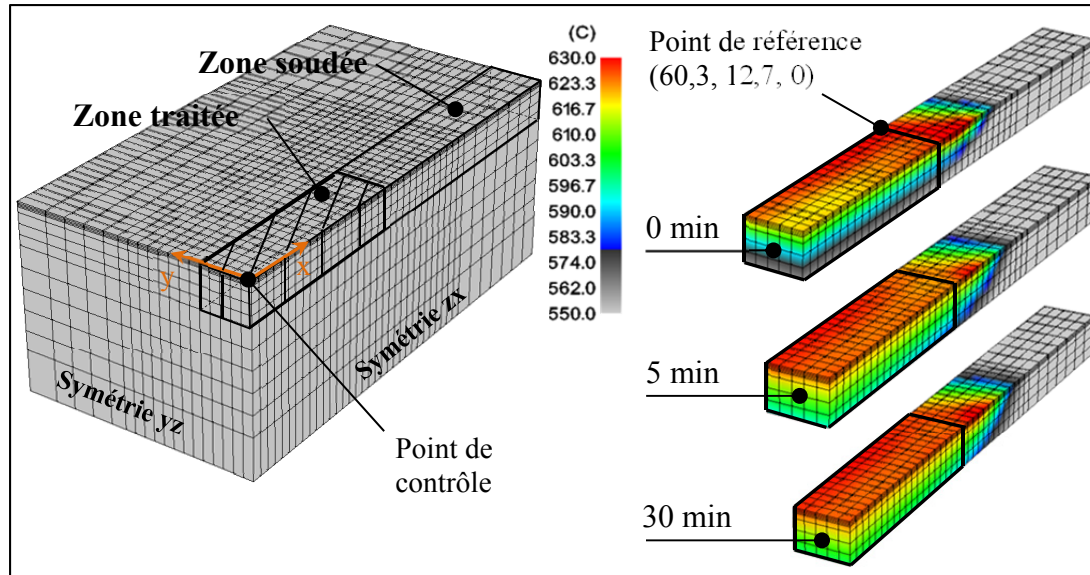 Zone soudée
Zone traitée
y
x
Symétrie yz
Symétrie zx
Point de
contrôle
(C)
630.0
623.3
616.7
610.0
603.3
596.7
590.0
583.3
574.0
562.0
550.0
Point de référence
(60,3, 12,7, 0)
0 min
5 min
30 min